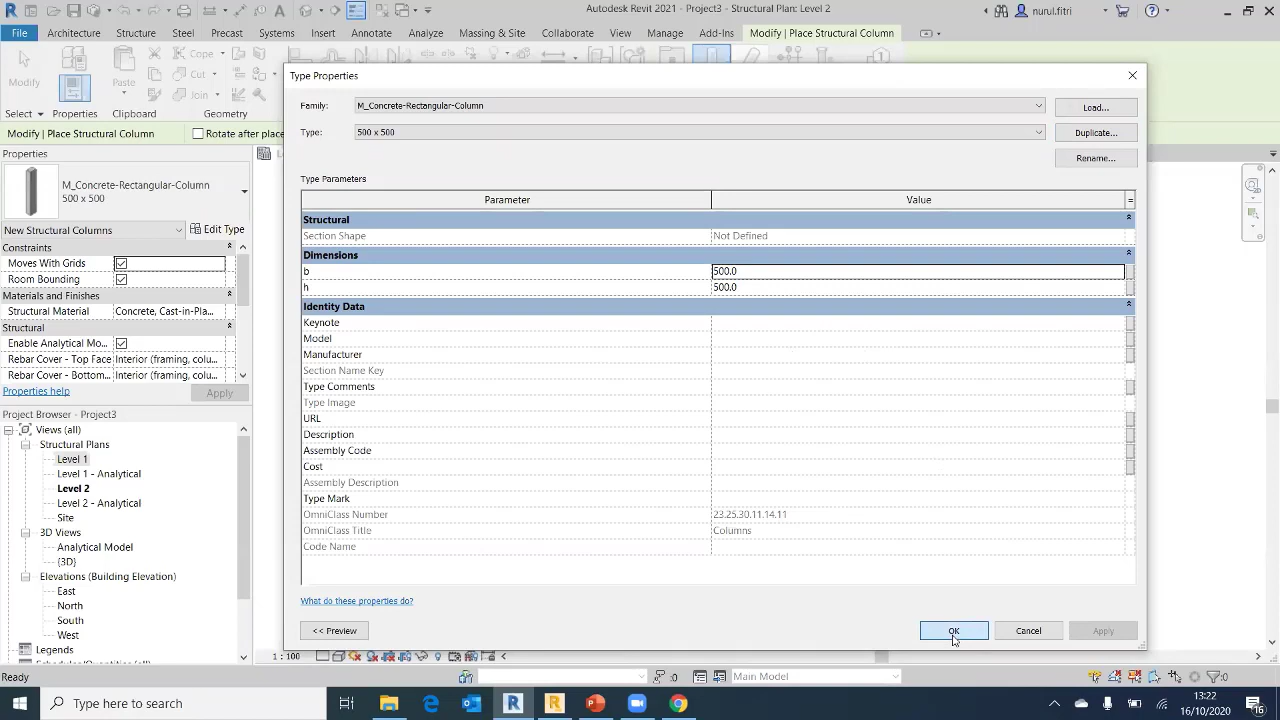 Autodesk Revit 2021 - Project3 - Structural Plan: Level 2
nurul.fitri
File Architecture Structure Steel Precast Systems Insert Annotate Analyze Massing & Site Collaborate View Manage Add-Ins Modify | Place Structural Column
Modify
Paste
Cope
Cut
Join
Select Properties Clipboard Geometry
Modify | Place Structural Column
Rotate after place
Properties
M_Concrete-Rectangular-Column
500 x 500
New Structural Columns
Edit Type
Constraints
Moves With Grids
Room Bounding
Materials and Finishes
Structural Material Concrete, Cast-in-Pla...
Structural
Enable Analytical Mo...
Rebar Cover - Top Face Interior (framing, colu...
Rebar Cover - Bottom... Interior (framing, colu...
Properties help
Apply
Project Browser - Project3
Views (all)
Structural Plans
Level 1
Level 1 - Analytical
Level 2
Level 2 - Analytical
Site
3D Views
Analytical Model
{3D}
Elevations (Building Elevation)
East
North
South
West
Legends
Type Properties
Family: M_Concrete-Rectangular-Column Load...
Type: 500 x 500 Duplicate...
Rename...
Type Parameters
Parameter Value
=
Structural
Section Shape Not Defined
Dimensions
b 500.0
h 500.0
Identity Data
Keynote
Model
Manufacturer
Section Name Key
Type Comments
Type Image
URL
Description
Assembly Code
Cost
Assembly Description
Type Mark
OmniClass Number 23.25.30.11.14.11
OmniClass Title Columns
Code Name
What do these properties do?
<< Preview OK Cancel Apply
1 : 100
Ready
:0 Main Model :0
Type here to search
13:22
16/10/2020
16